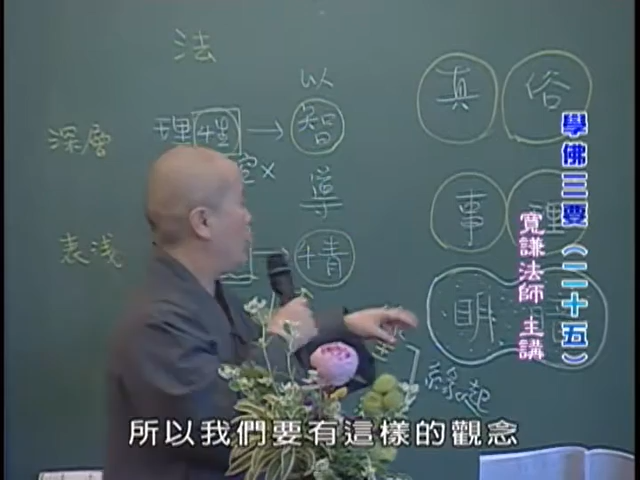 法
以
深層
理性→智
空×
導
表淺
情
真 俗
事 理
明
緣起
學佛三要（二十五）
寬謙法師 主講
所以我們要有這樣的觀念